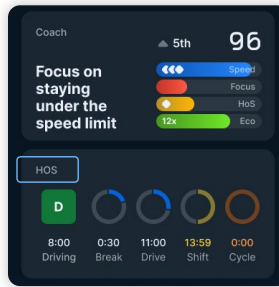 Coach
5th 96
Focus on
staying
under the
speed limit
Speed
Focus
HoS
12x Eco
HOS
D
8:00 0:30 11:00 13:59 0:00
Driving Break Drive Shift Cycle